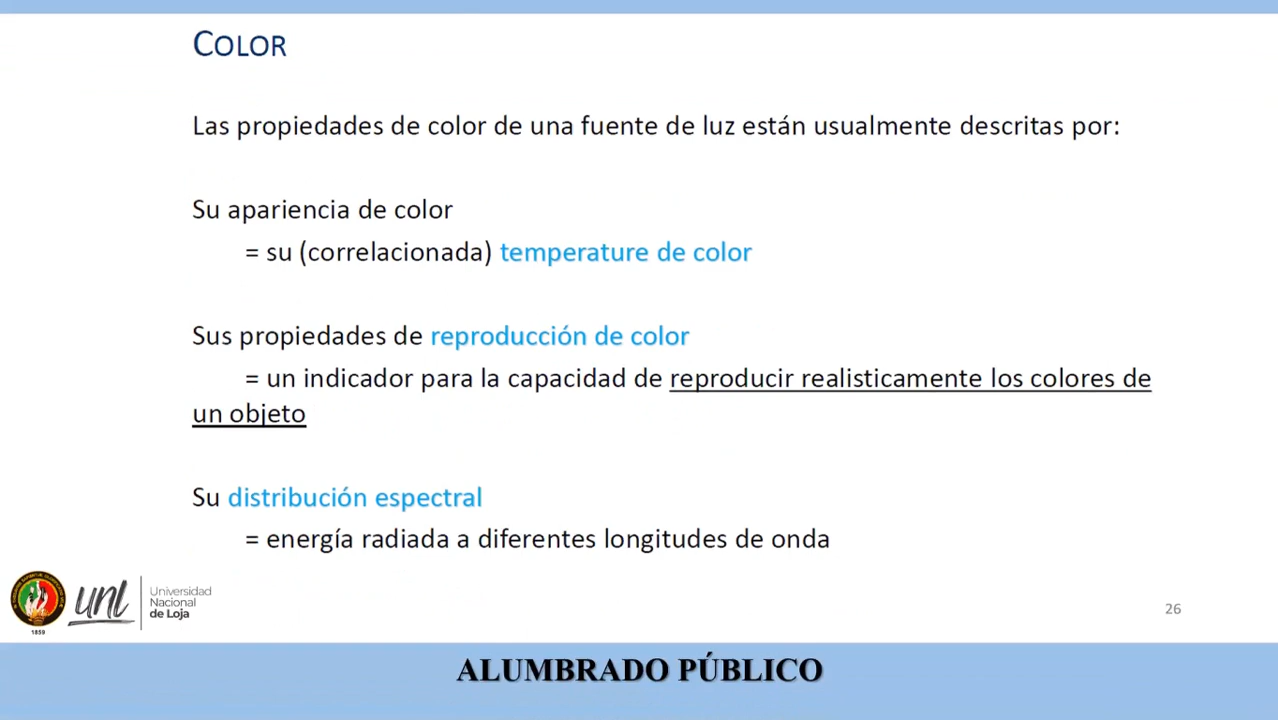 COLOR
Las propiedades de color de una fuente de luz están usualmente descritas por:
Su apariencia de color
= su (correlacionada) temperature de color
Sus propiedades de reproducción de color
= un indicador para la capacidad de reproducir realisticamente los colores de
un objeto
Su distribución espectral
= energía radiada a diferentes longitudes de onda
1859
unl
Universidad
Nacional
de Loja
26
ALUMBRADO PÚBLICO